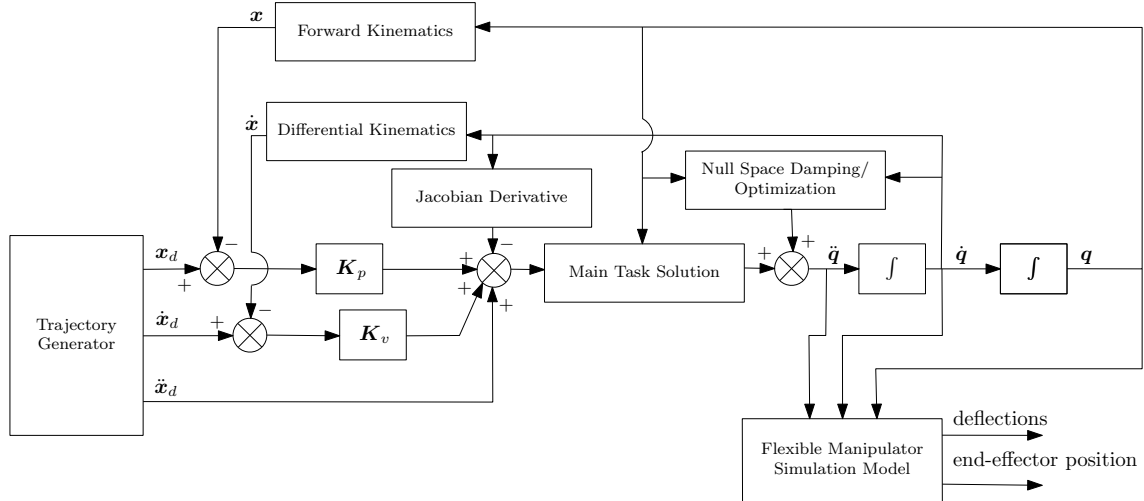 x
Forward Kinematics
ẋ
Differential Kinematics
Null Space Damping/
Optimization
Jacobian Derivative
x_d
−
+
K_p
+
−
+
+
Main Task Solution
+
+
q̈
∫
q̇
∫
q
Trajectory
Generator
ẋ_d
+
−
K_v
ẍ_d
Flexible Manipulator
Simulation Model
deflections
end-effector position